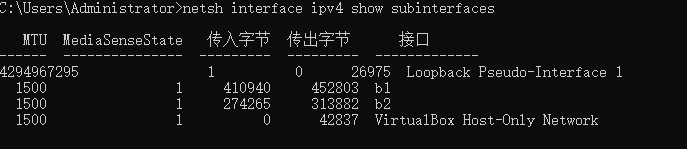 C:\Users\Administrator>netsh interface ipv4 show subinterfaces
MTU MediaSenseState 传入字节 传出字节 接口
------ --------------- --------- --------- -------------
4294967295 1 0 26975 Loopback Pseudo-Interface 1
1500 1 410940 452803 b1
1500 1 274265 313882 b2
1500 1 0 42837 VirtualBox Host-Only Network